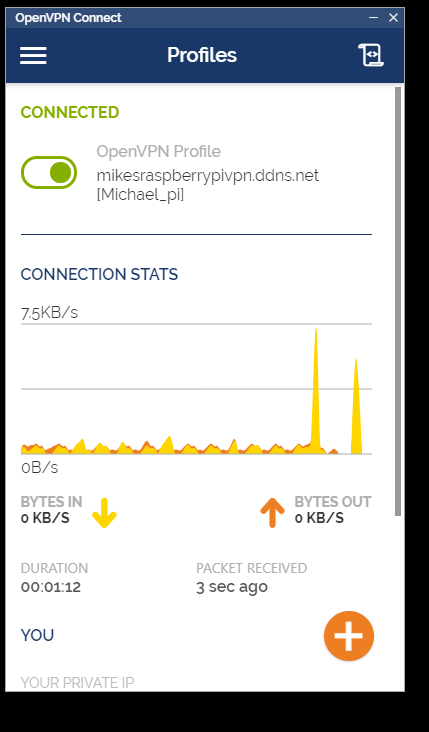 OpenVPN Connect
Profiles
CONNECTED
OpenVPN Profile
mikesraspberrypivpn.ddns.net
[Michael_pi]
CONNECTION STATS
7.5KB/s
0B/s
BYTES IN
0 KB/S
BYTES OUT
0 KB/S
DURATION
00:01:12
PACKET RECEIVED
3 sec ago
YOU
YOUR PRIVATE IP